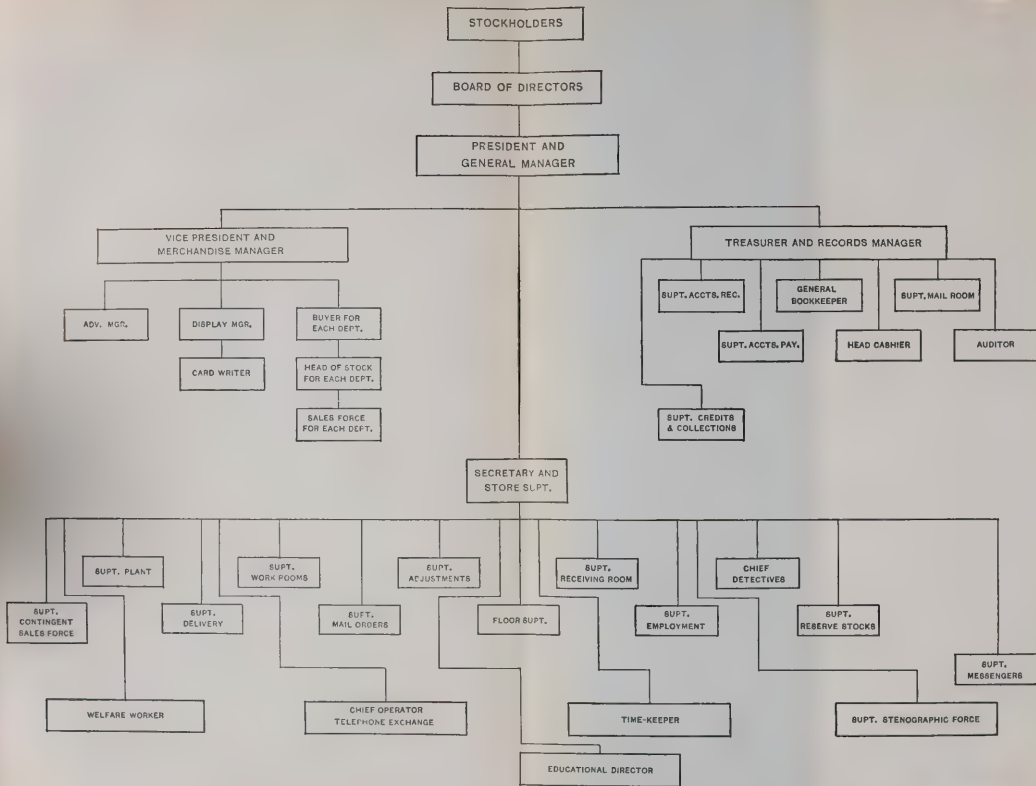 STOCKHOLDERS
BOARD OF DIRECTORS
PRESIDENT AND
GENERAL MANAGER
VICE PRESIDENT AND
MERCHANDISE MANAGER
TREASURER AND RECORDS MANAGER
ADV. MGR.
DISPLAY MGR.
BUYER FOR
EACH DEPT.
CARD WRITER
HEAD OF STOCK
FOR EACH DEPT.
SALES FORCE
FOR EACH DEPT.
SUPT. ACCTS. REC.
GENERAL
BOOKKEEPER
SUPT. MAIL ROOM
SUPT. ACCTS. PAY.
HEAD CASHIER
AUDITOR
SUPT. CREDITS
& COLLECTIONS
SECRETARY AND
STORE SUPT.
SUPT. PLANT
SUPT.
WORK ROOMS
SUPT.
ADJUSTMENTS
SUPT.
RECEIVING ROOM
CHIEF
DETECTIVES
SUPT.
CONTINGENT
SALES FORCE
SUPT.
DELIVERY
SUPT.
MAIL ORDERS
FLOOR SUPT.
SUPT.
EMPLOYMENT
SUPT.
RESERVE STOCKS
SUPT.
MESSENGERS
WELFARE WORKER
CHIEF OPERATOR
TELEPHONE EXCHANGE
TIME-KEEPER
SUPT. STENOGRAPHIC FORCE
EDUCATIONAL DIRECTOR